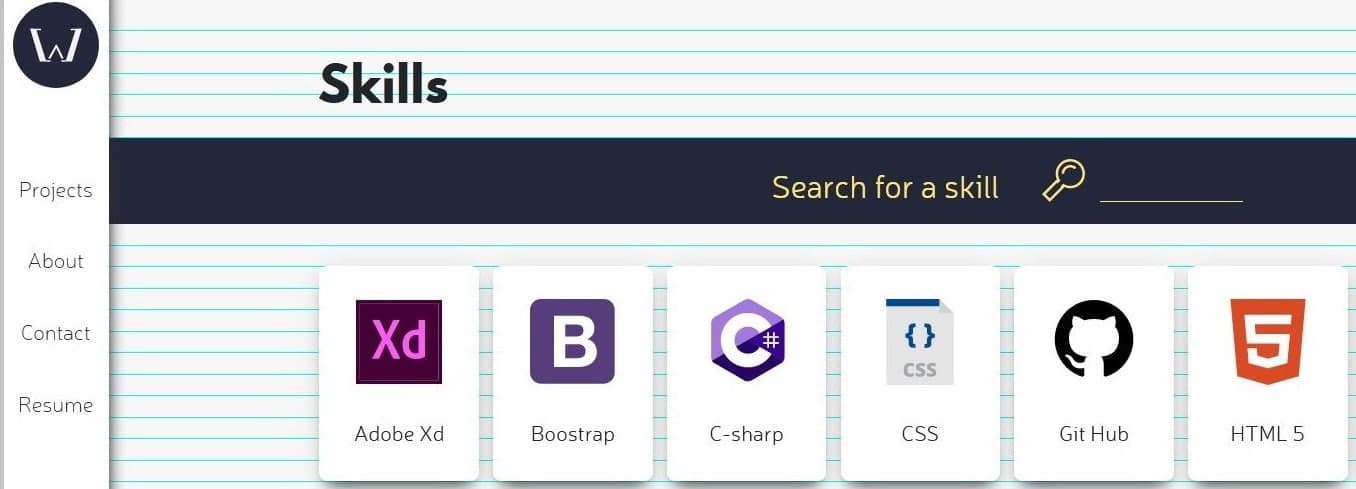 W
Skills
Projects
Search for a skill
About
Contact
Resume
Xd
B
C#
{ }
CSS
5
Adobe Xd
Boostrap
C-sharp
CSS
Git Hub
HTML 5